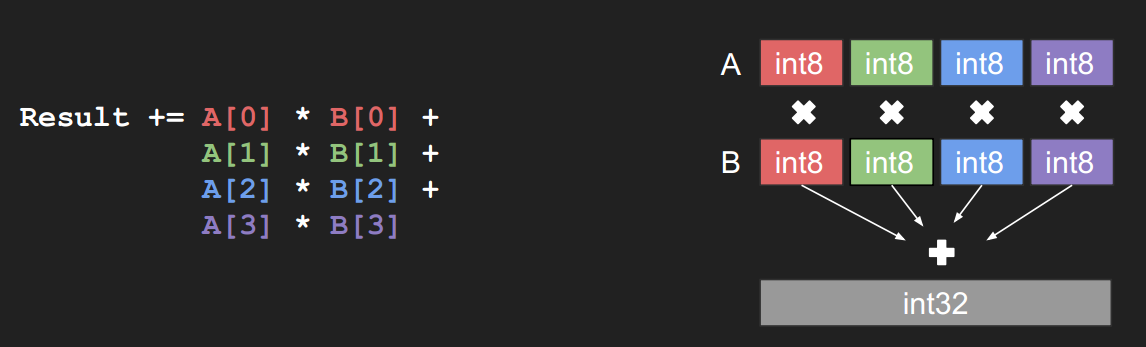 Result += A[0] * B[0] +
A[1] * B[1] +
A[2] * B[2] +
A[3] * B[3]
A int8 int8 int8 int8
B int8 int8 int8 int8
int32